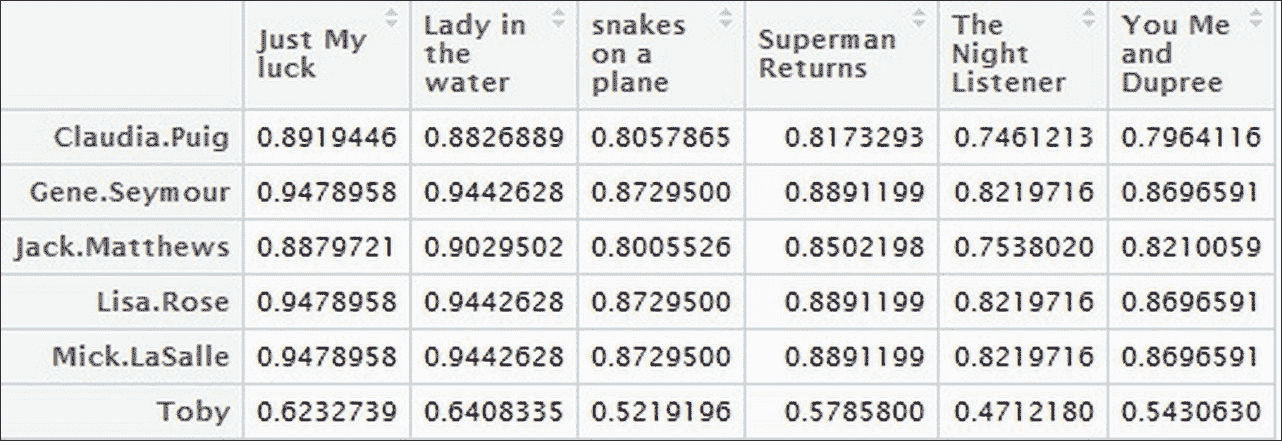 Just My luck	Lady in the water	snakes on a plane	Superman Returns	The Night Listener	You Me and Dupree
Claudia.Puig	0.8919446	0.8826889	0.8057865	0.8173293	0.7461213	0.7964116
Gene.Seymour	0.9478958	0.9442628	0.8729500	0.8891199	0.8219716	0.8696591
Jack.Matthews	0.8879721	0.9029502	0.8005526	0.8502198	0.7538020	0.8210059
Lisa.Rose	0.9478958	0.9442628	0.8729500	0.8891199	0.8219716	0.8696591
Mick.LaSalle	0.9478958	0.9442628	0.8729500	0.8891199	0.8219716	0.8696591
Toby	0.6232739	0.6408335	0.5219196	0.5785800	0.4712180	0.5430630